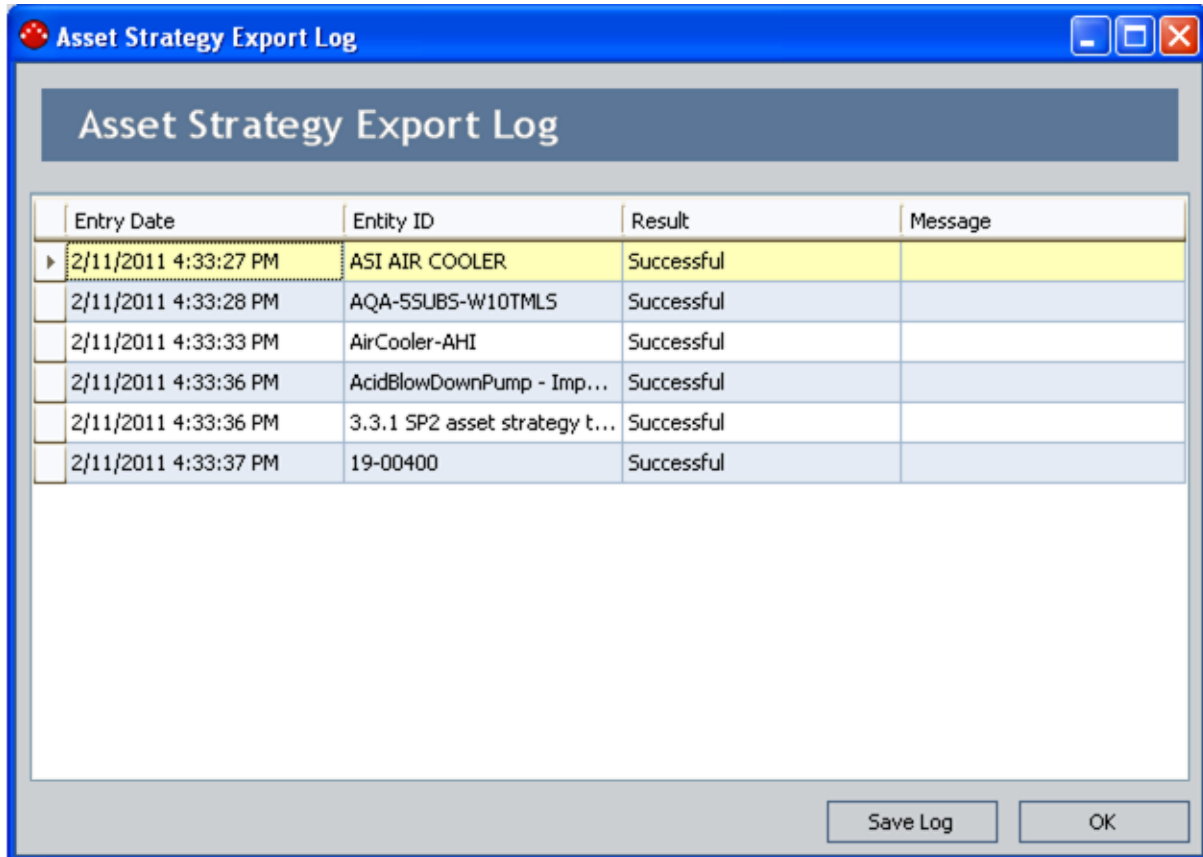 Asset Strategy Export Log
Asset Strategy Export Log
Entry Date Entity ID Result Message
2/11/2011 4:33:27 PM ASI AIR COOLER Successful
2/11/2011 4:33:28 PM AQA-5SUBS-W10TMLS Successful
2/11/2011 4:33:33 PM AirCooler-AHI Successful
2/11/2011 4:33:36 PM AcidBlowDownPump - Imp... Successful
2/11/2011 4:33:36 PM 3.3.1 SP2 asset strategy t... Successful
2/11/2011 4:33:37 PM 19-00400 Successful
Save Log OK